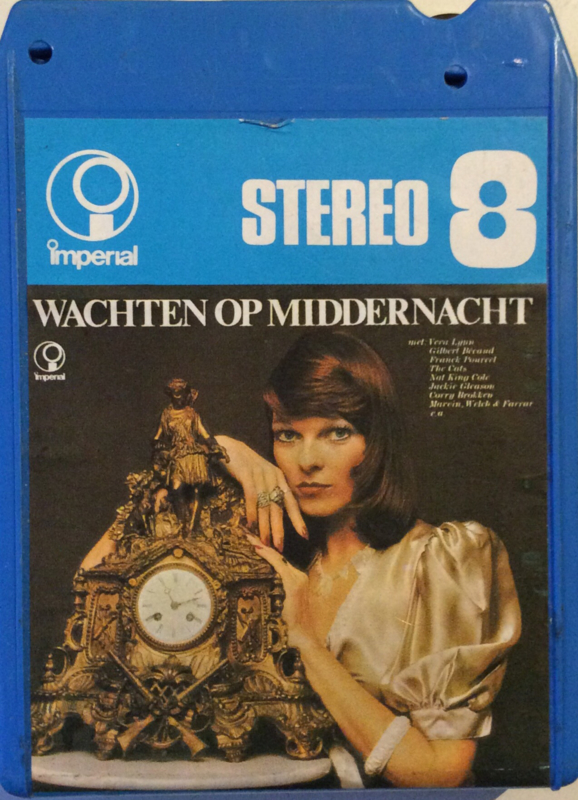 STEREO 8
imperial
WACHTEN OP MIDDERNACHT
imperial
met: Vera Lynn
Gilbert Bécaud
Franck Pourcel
The Cats
Nat King Cole
Jackie Gleason
Corry Brokken
Marvin, Welch & Farrar
e.a.